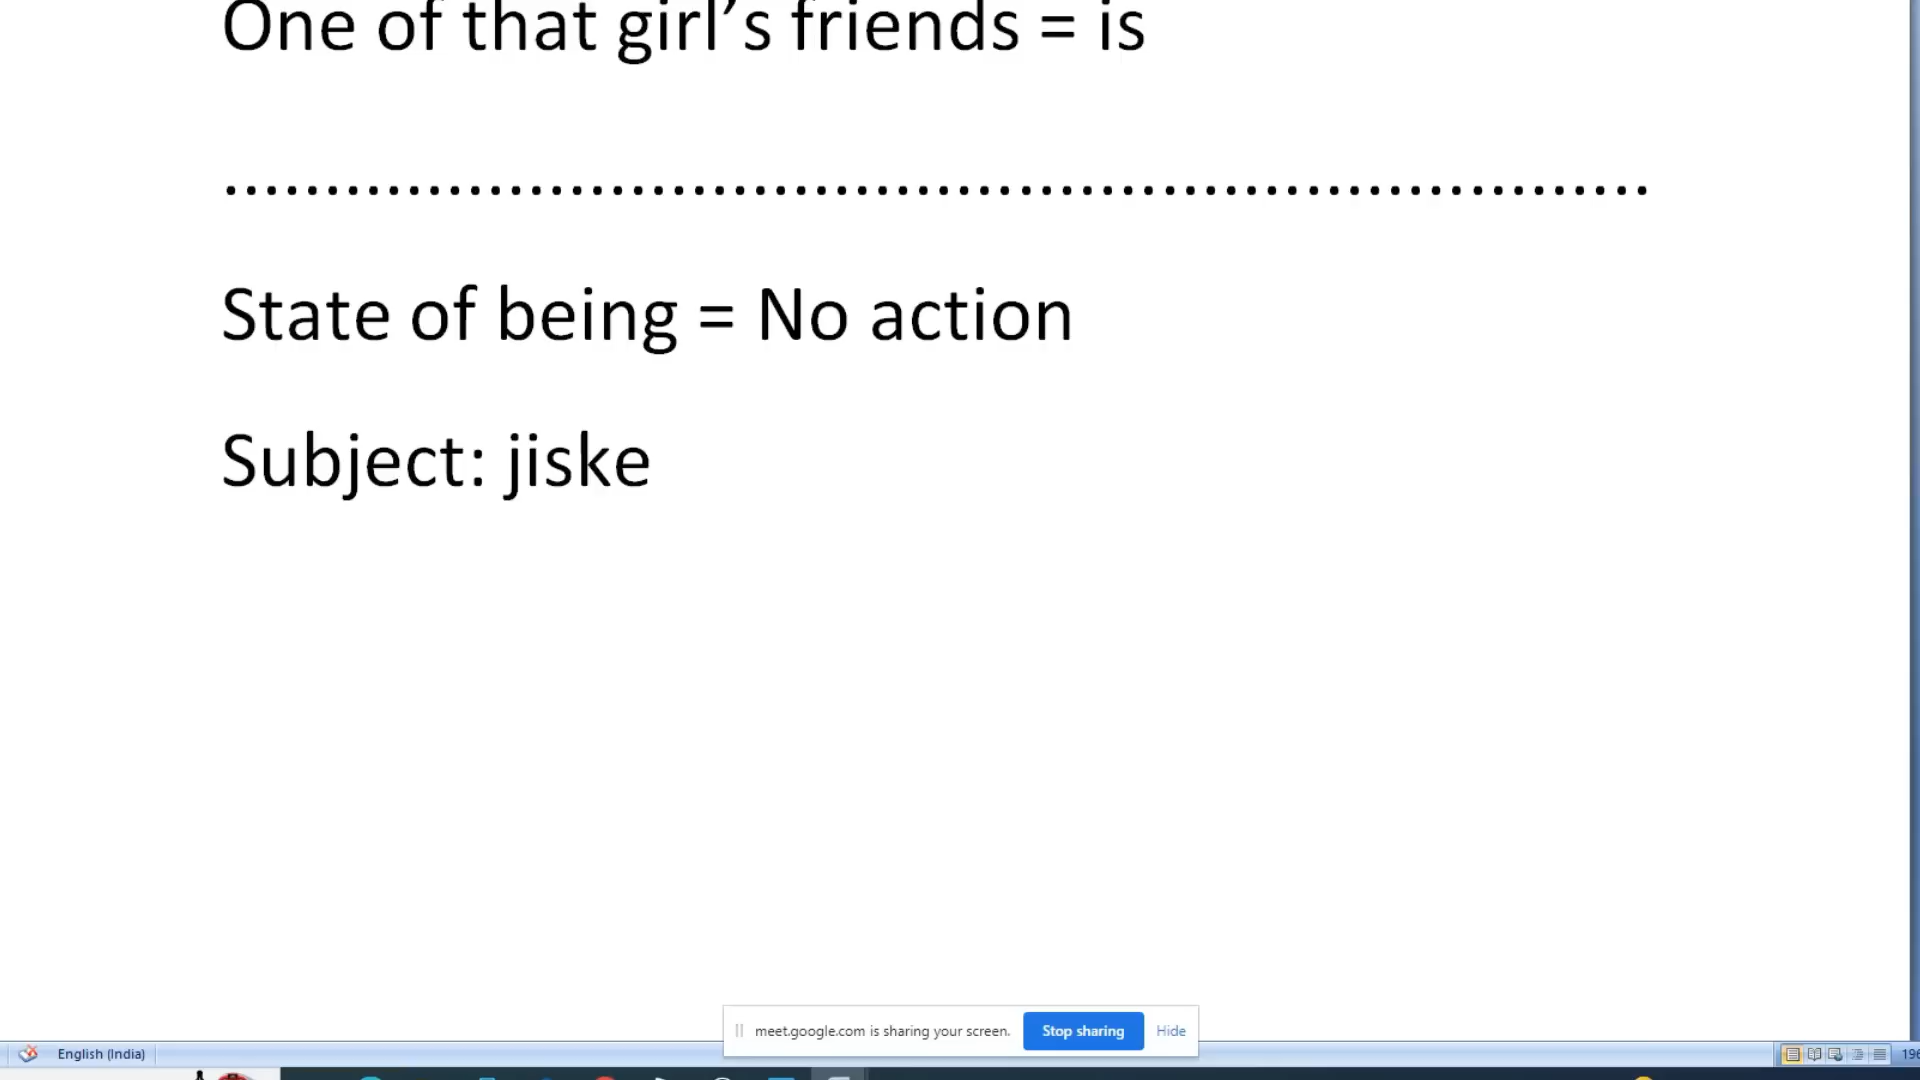 One of that girl’s friends = is
......................................................................
State of being = No action
Subject: jiske
meet.google.com is sharing your screen.
Stop sharing
Hide
English (India)
196